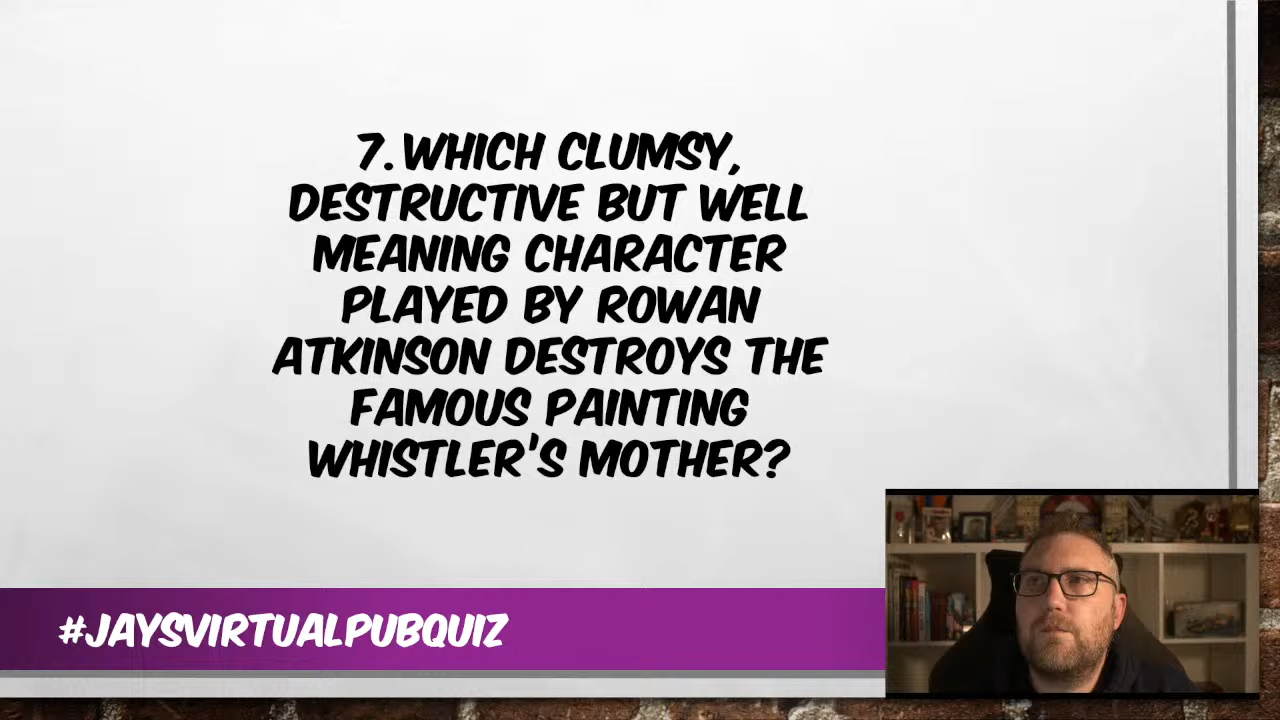 7. WHICH CLUMSY,
DESTRUCTIVE BUT WELL
MEANING CHARACTER
PLAYED BY ROWAN
ATKINSON DESTROYS THE
FAMOUS PAINTING
WHISTLER'S MOTHER?
#JAYSVIRTUALPUBQUIZ